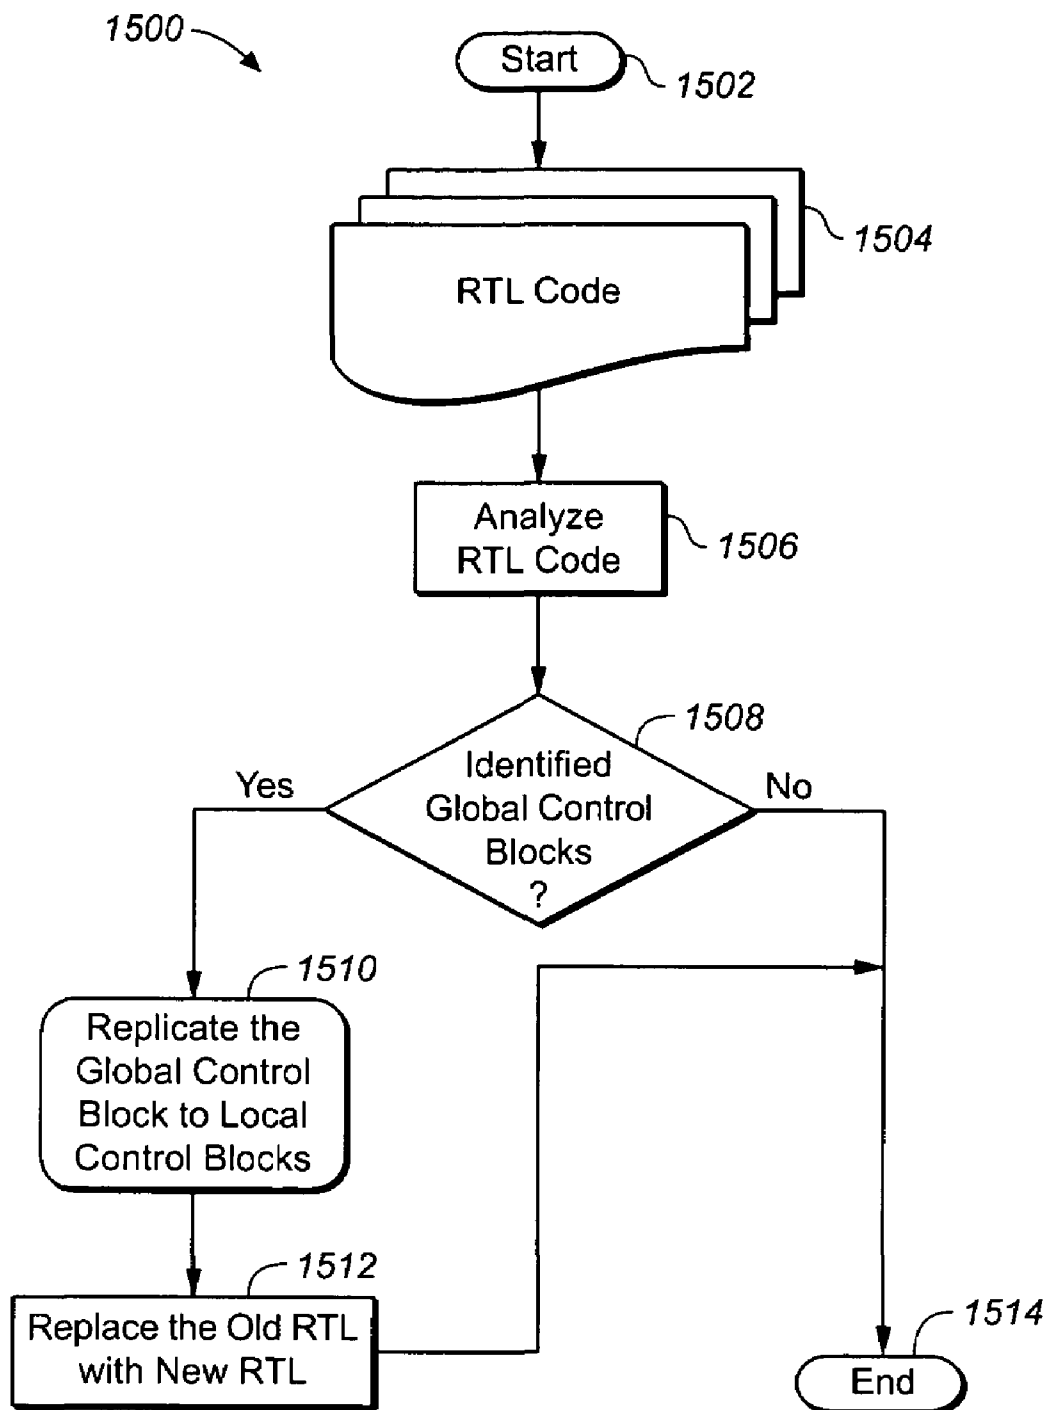 1500
Start
1502
1504
RTL Code
Analyze
RTL Code
1506
1508
Identified
Global Control
Blocks
?
Yes
No
1510
Replicate the
Global Control
Block to Local
Control Blocks
1512
Replace the Old RTL
with New RTL
1514
End